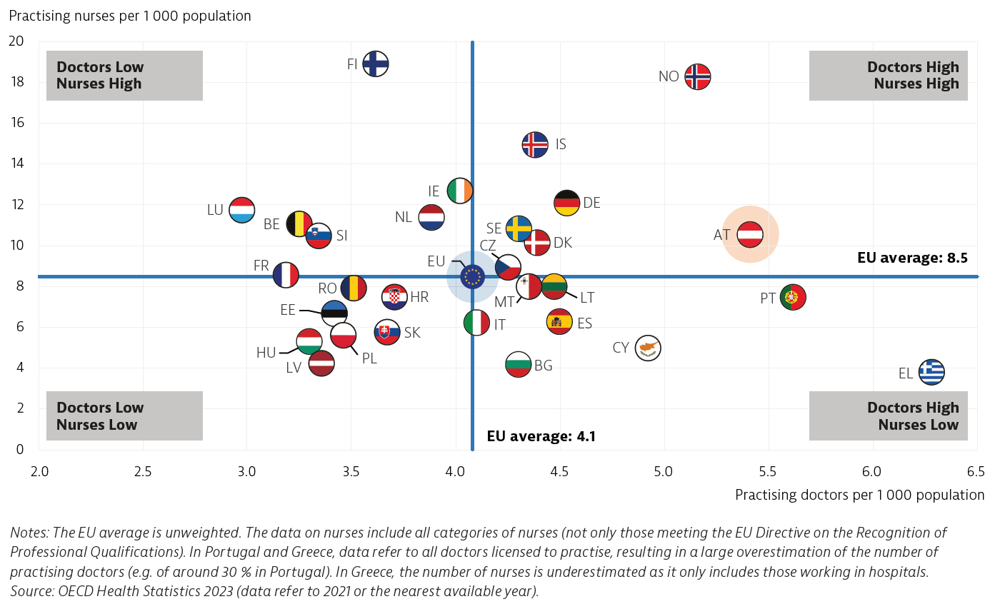 Practising nurses per 1 000 population
20
Doctors Low
Nurses High
FI
NO
Doctors High
Nurses High
18
16
IS
14
IE
12
LU
NL
DE
BE
SI
SE
DK
AT
10
CZ
EU
EU average: 8.5
FR
8
RO
HR
MT
LT
PT
EE
6
SK
IT
ES
HU
PL
CY
LV
BG
EL
4
Doctors Low
Nurses Low
Doctors High
Nurses Low
2
EU average: 4.1
0
2.0 2.5 3.0 3.5 4.0 4.5 5.0 5.5 6.0 6.5
Practising doctors per 1 000 population
Notes: The EU average is unweighted. The data on nurses include all categories of nurses (not only those meeting the EU Directive on the Recognition of
Professional Qualifications). In Portugal and Greece, data refer to all doctors licensed to practise, resulting in a large overestimation of the number of
practising doctors (e.g. of around 30 % in Portugal). In Greece, the number of nurses is underestimated as it only includes those working in hospitals.
Source: OECD Health Statistics 2023 (data refer to 2021 or the nearest available year).